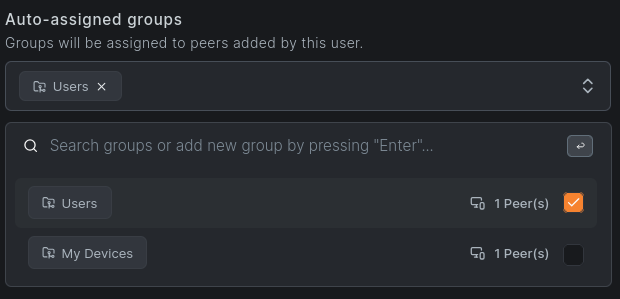 Auto-assigned groups
Groups will be assigned to peers added by this user.
Users ×
Search groups or add new group by pressing "Enter"...
Users 1 Peer(s)
My Devices 1 Peer(s)